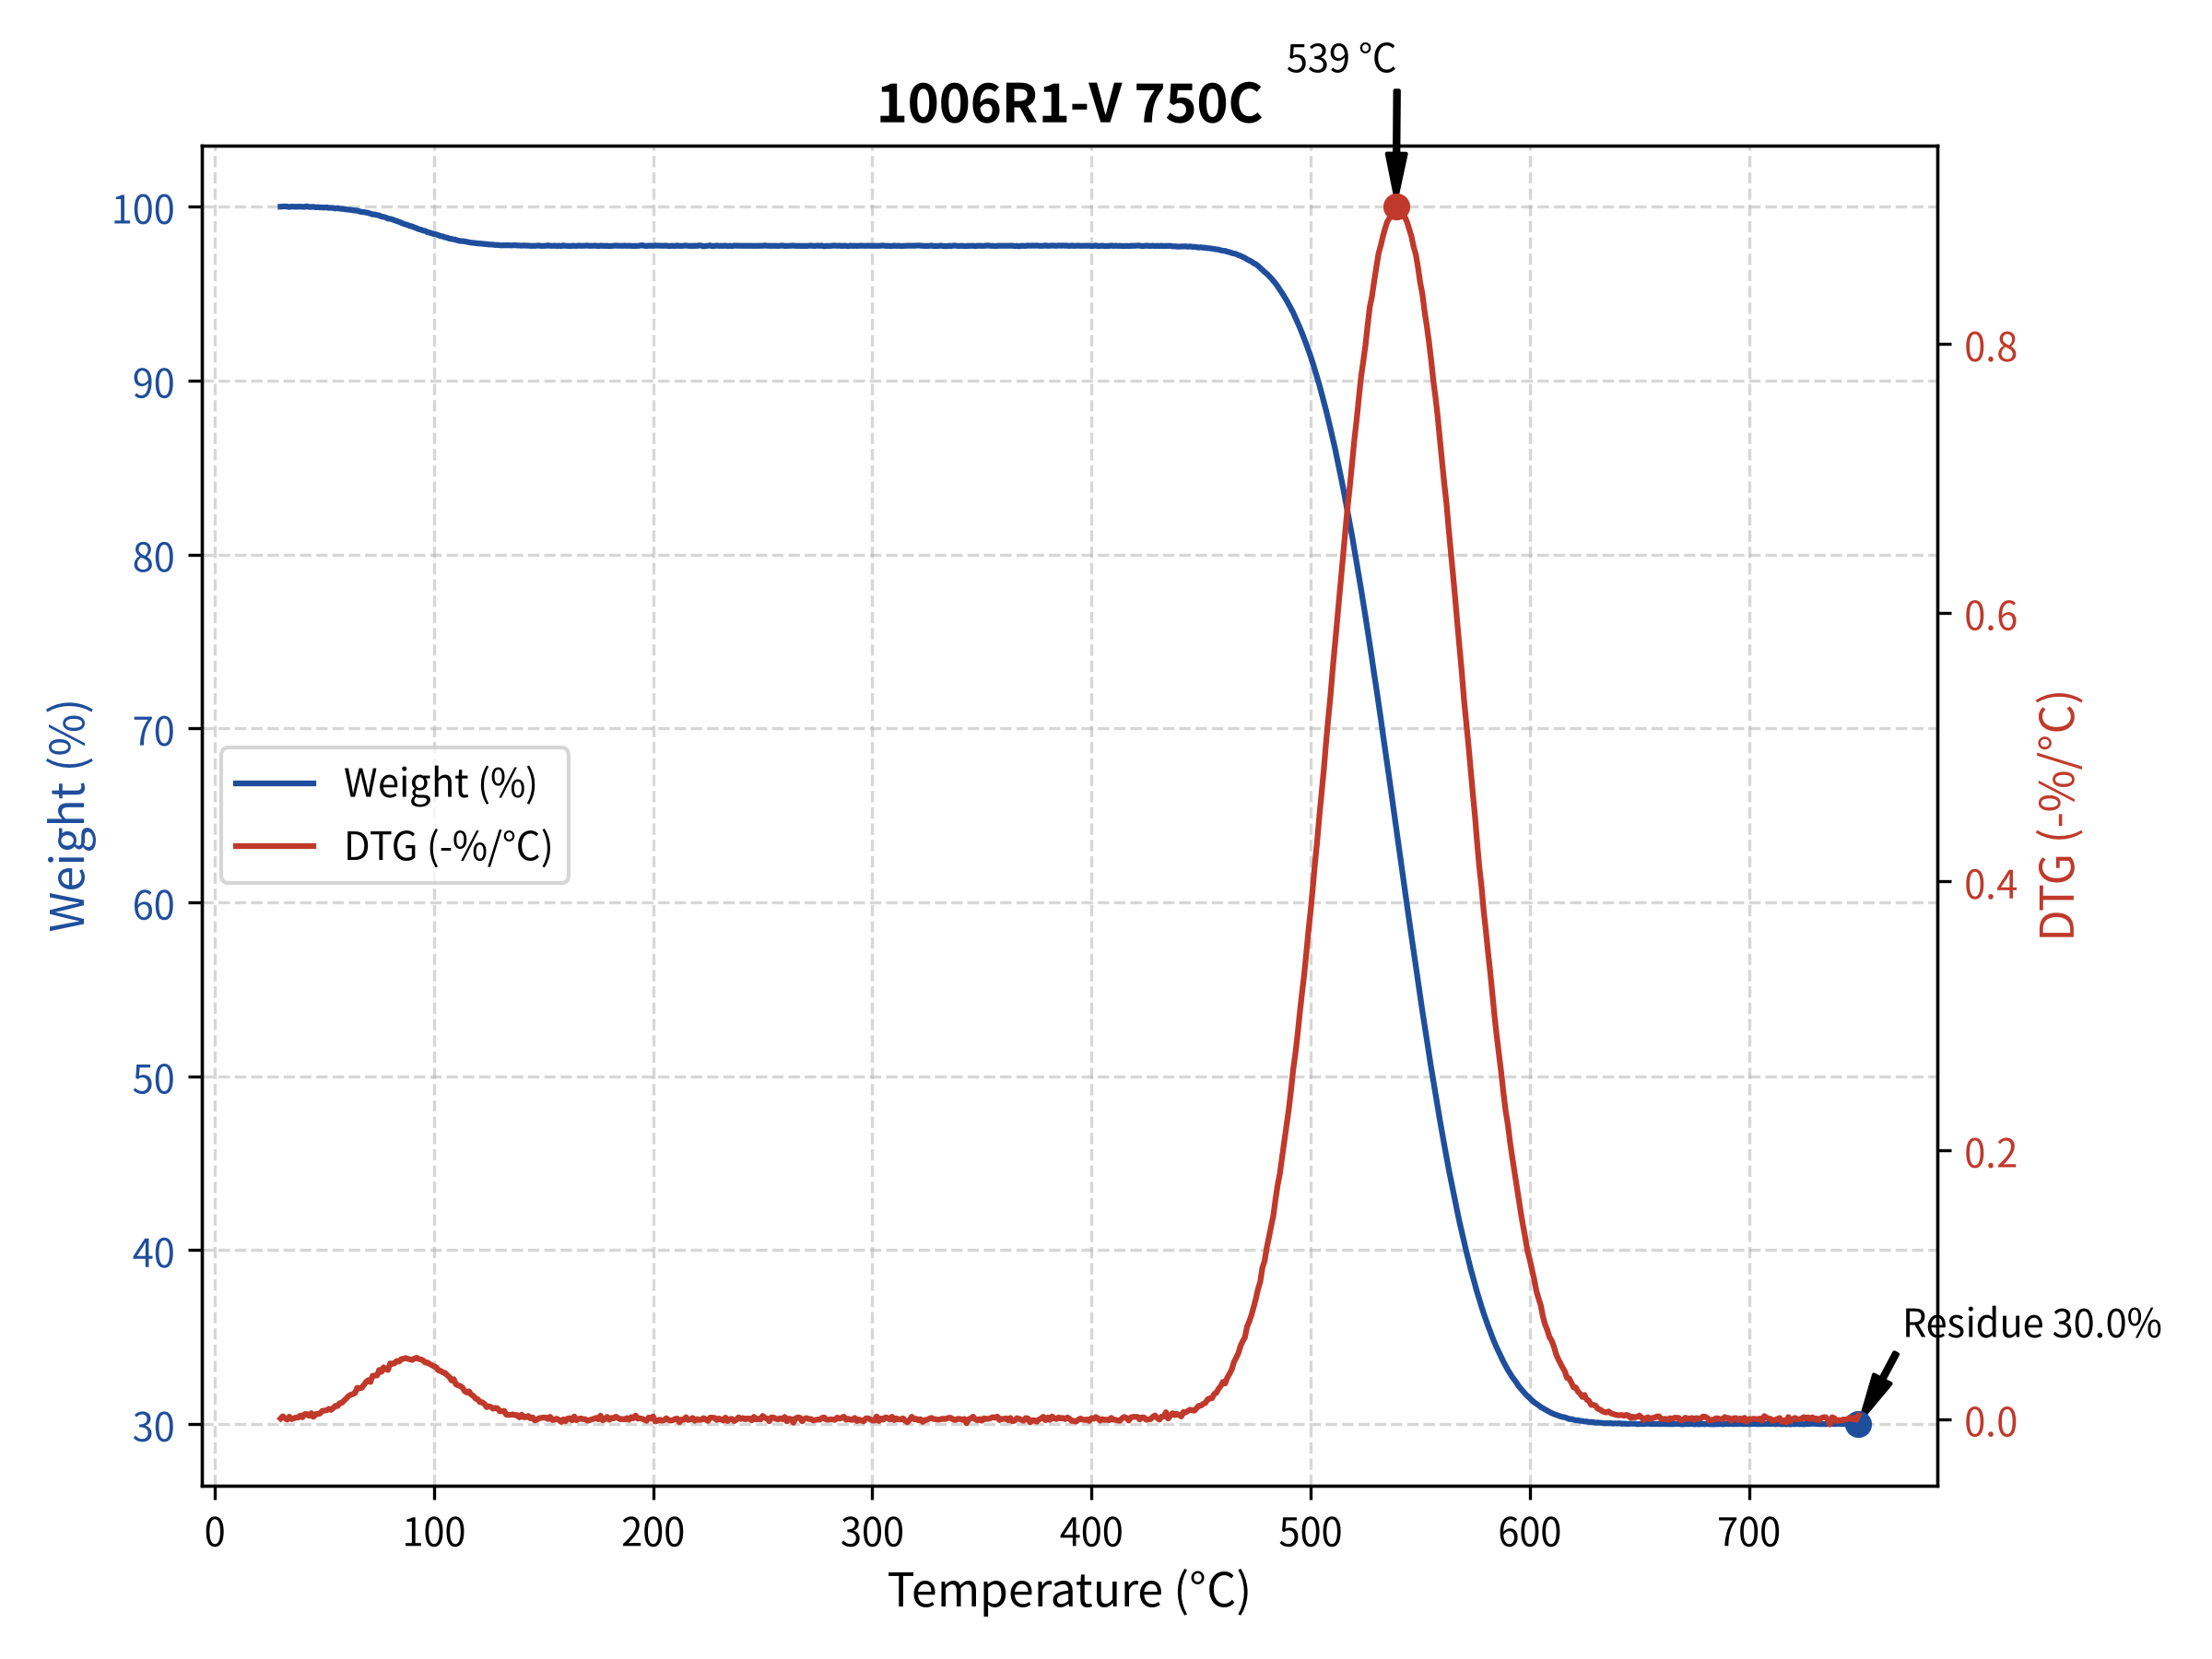 539 °C
1006R1-V 750C
100
90
80
70
60
50
40
30
Weight (%)
Weight (%)
DTG (-%/°C)
0.8
0.6
0.4
0.2
0.0
DTG (-%/°C)
Residue 30.0%
0 100 200 300 400 500 600 700
Temperature (°C)